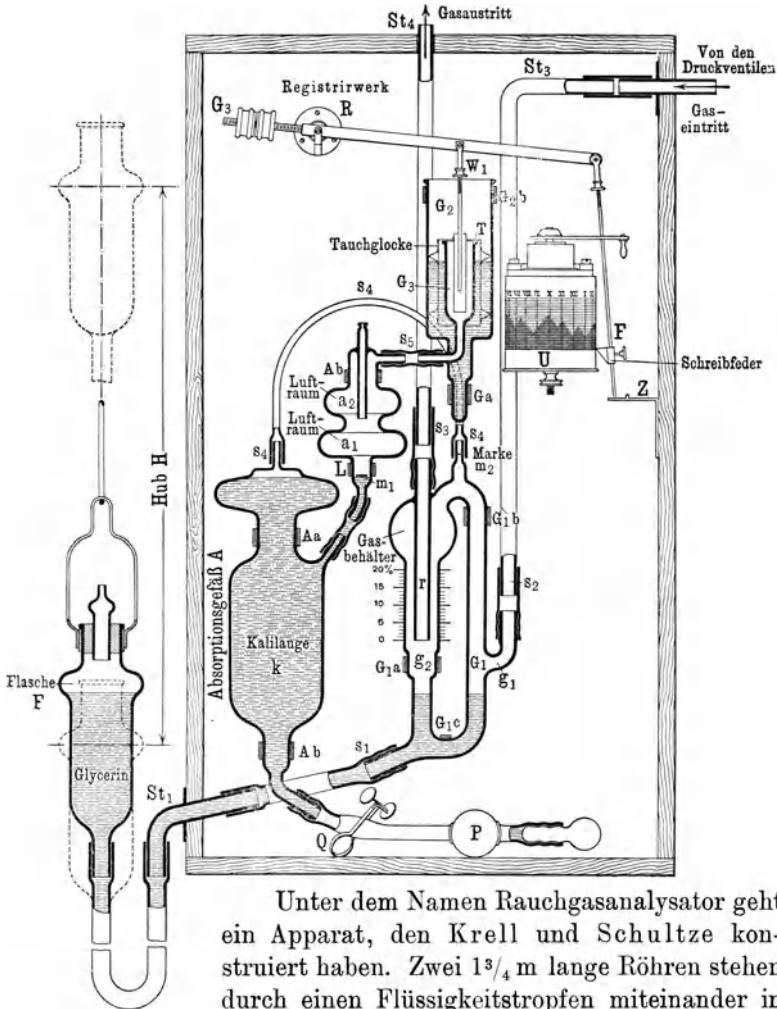 St₄
Gasaustritt
Von den
Druckventilen
St₃
Gas-
eintritt
Registrirwerk
R
G₃
W₁
G₂
G₂b
Tauchglocke
T
G₃
s₄
s₅
Ab
Luft-
raum
a₂
Luft-
raum
a₁
L
m₁
VII VIII X XII
F
U
Schreibfeder
Z
Ga
s₃
s₄
Marke
m₂
s₄
Aa
Gas-
behälter
G₁b
20%
15
10
5
0
r
s₂
Hub H
Absorptionsgefäß A
Kalilauge
k
G₁a
g₂
G₁
g₁
Flasche
F
G₁c
Glycerin
Ab
s₁
St₁
Q
P
Unter dem Namen Rauchgasanalysator geht
ein Apparat, den Krell und Schultze kon-
struiert haben. Zwei 1³/₄ m lange Röhren stehen
durch einen Flüssigkeitstropfen miteinander in